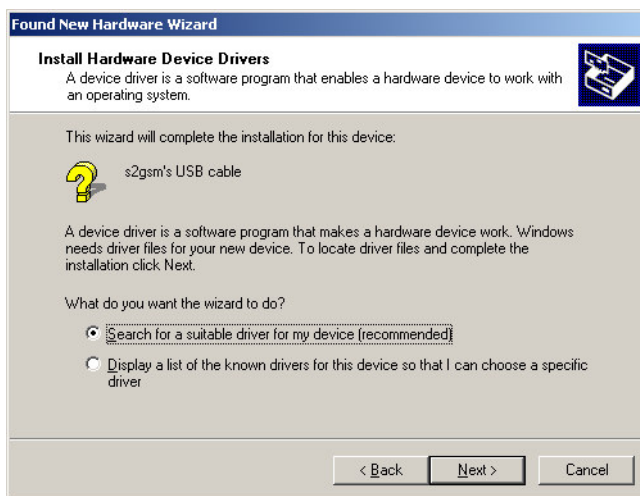 Found New Hardware Wizard
Install Hardware Device Drivers
A device driver is a software program that enables a hardware device to work with
an operating system.
This wizard will complete the installation for this device:
s2gsm's USB cable
A device driver is a software program that makes a hardware device work. Windows
needs driver files for your new device. To locate driver files and complete the
installation click Next.
What do you want the wizard to do?
Search for a suitable driver for my device (recommended)
Display a list of the known drivers for this device so that I can choose a specific
driver
< Back Next > Cancel